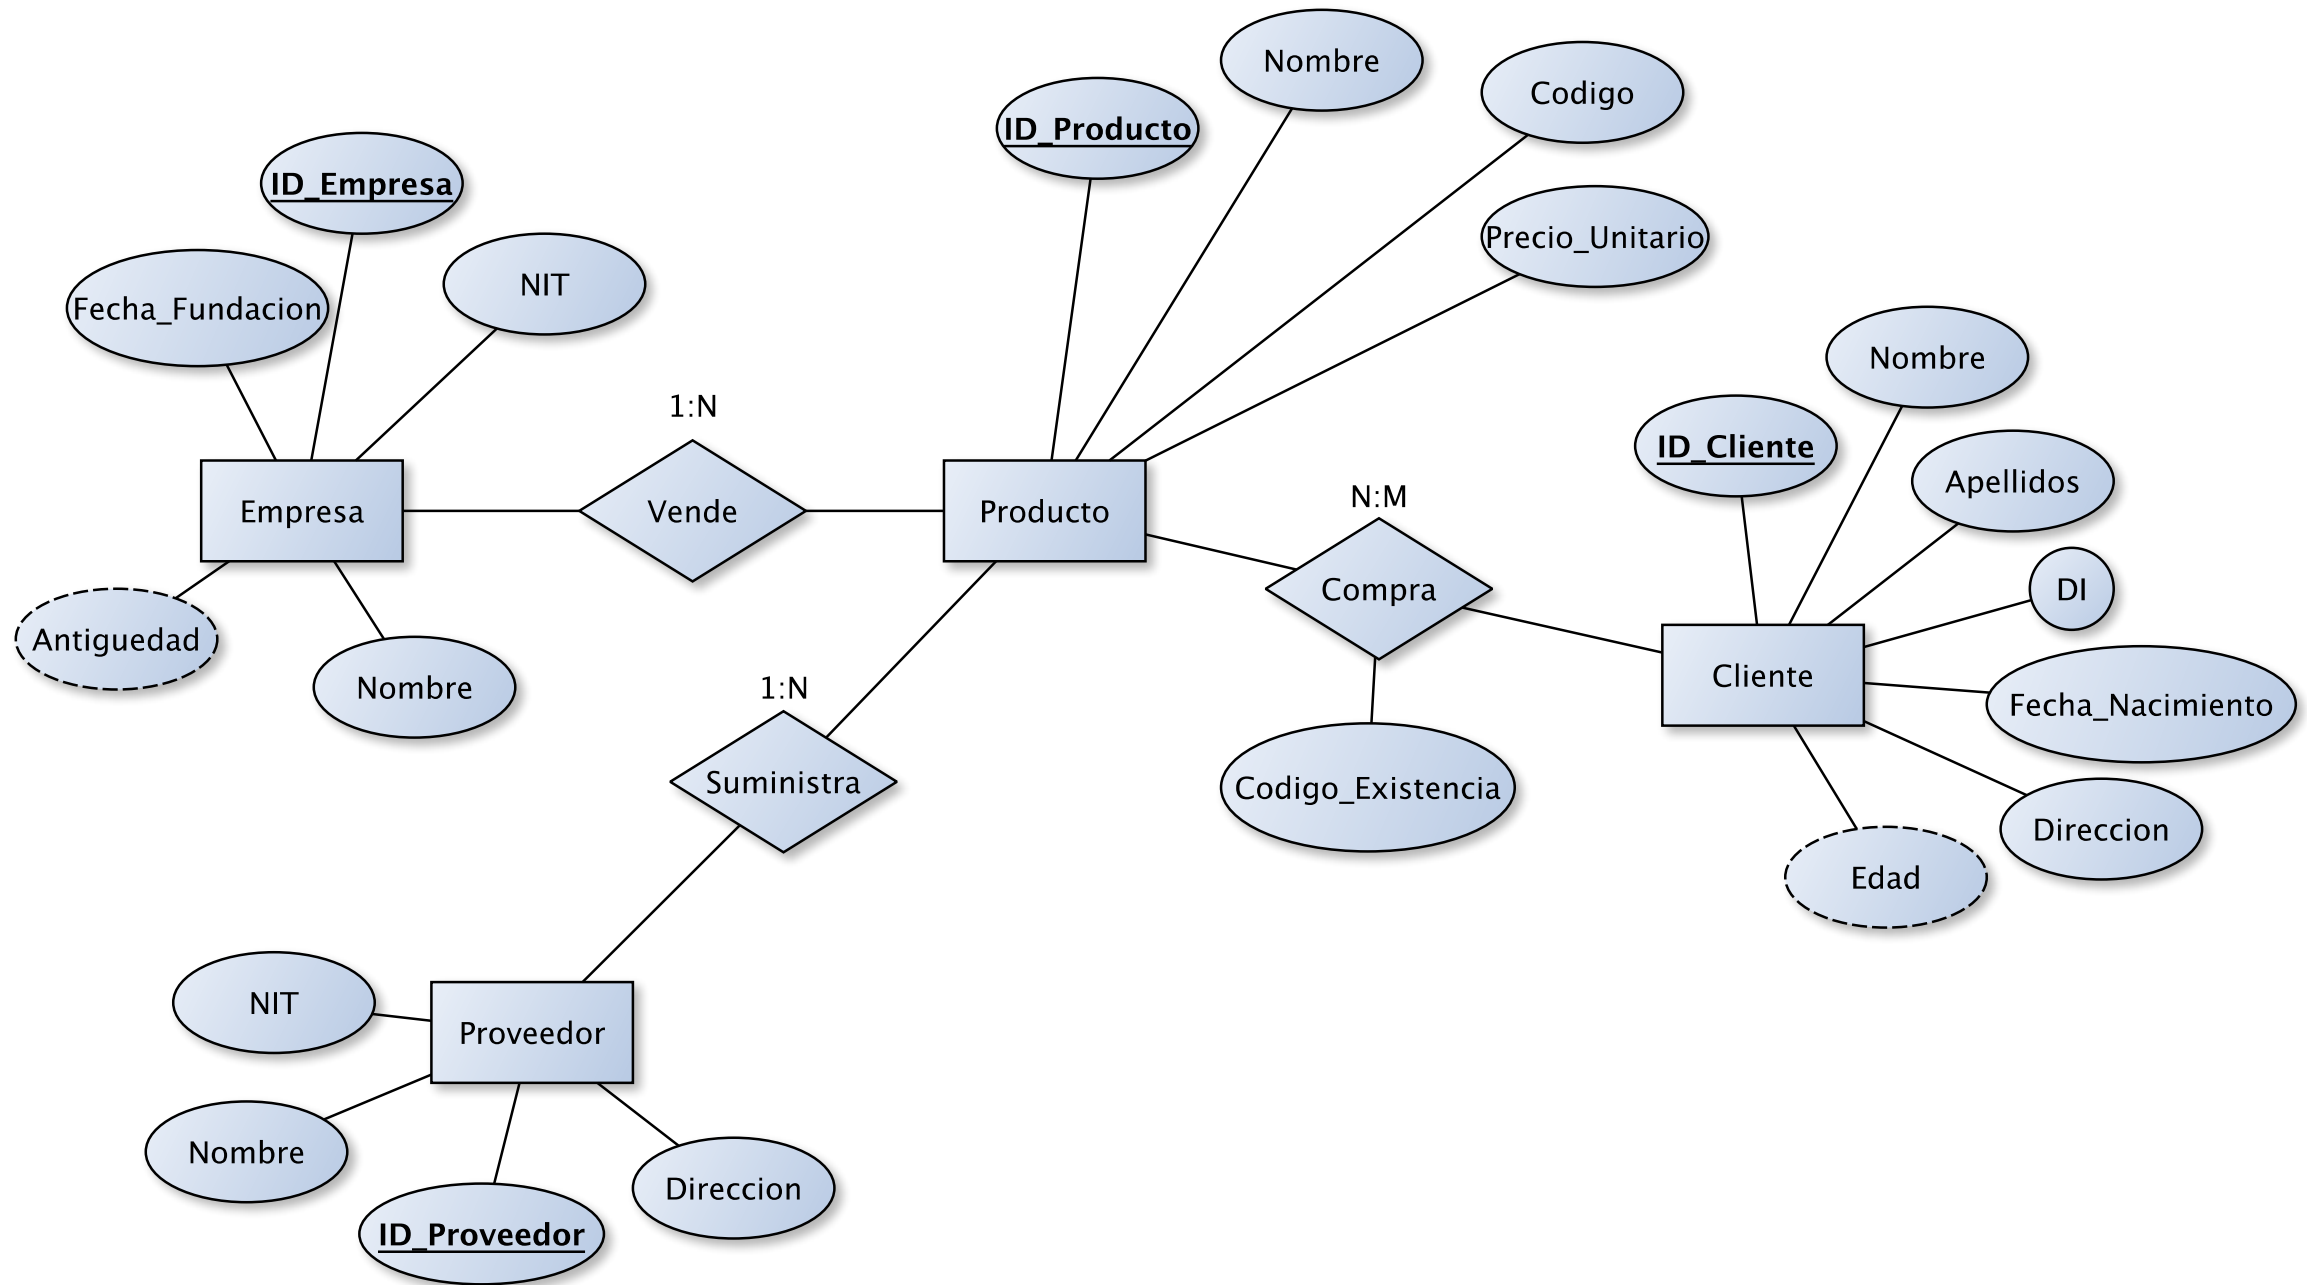 Nombre
Codigo
ID_Producto
ID_Empresa
Precio_Unitario
NIT
Fecha_Fundacion
Nombre
1:N
ID_Cliente
Apellidos
N:M
Empresa
Vende
Producto
Compra
DI
Antiguedad
Cliente
Nombre
1:N
Fecha_Nacimiento
Suministra
Codigo_Existencia
Direccion
Edad
NIT
Proveedor
Nombre
Direccion
ID_Proveedor